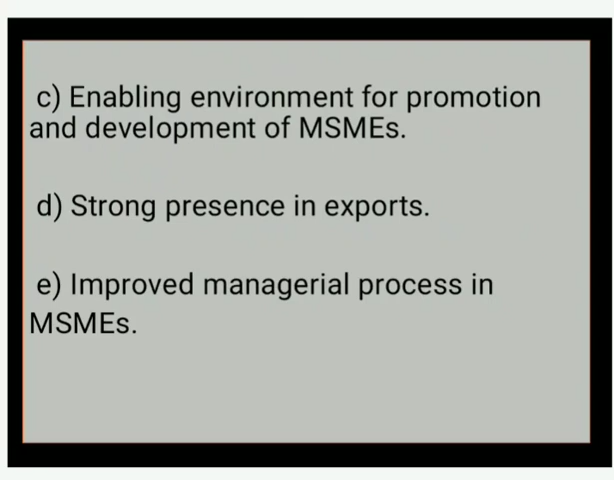 c) Enabling environment for promotion
and development of MSMEs.
d) Strong presence in exports.
e) Improved managerial process in
MSMEs.